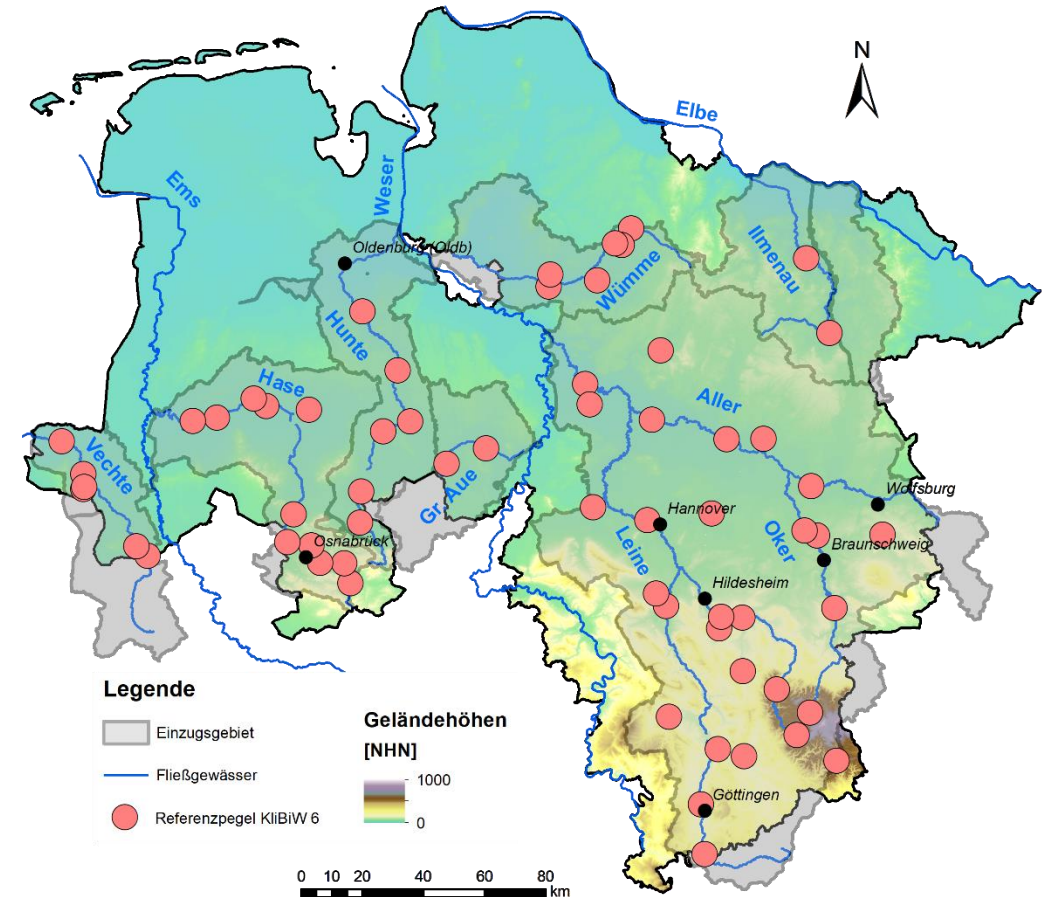 N
Elbe
Ems
Weser
Oldenburg (Oldb)
Ilmenau
Wümme
Hunte
Hase
Aller
Vechte
Gr. Aue
Wolfsburg
Hannover
Oker
Leine
Braunschweig
Osnabrück
Hildesheim
Göttingen
Legende
Einzugsgebiet
Fließgewässer
Referenzpegel KliBiW 6
Geländehöhen
[NHN]
1000
0
0 10 20 40 60 80
km